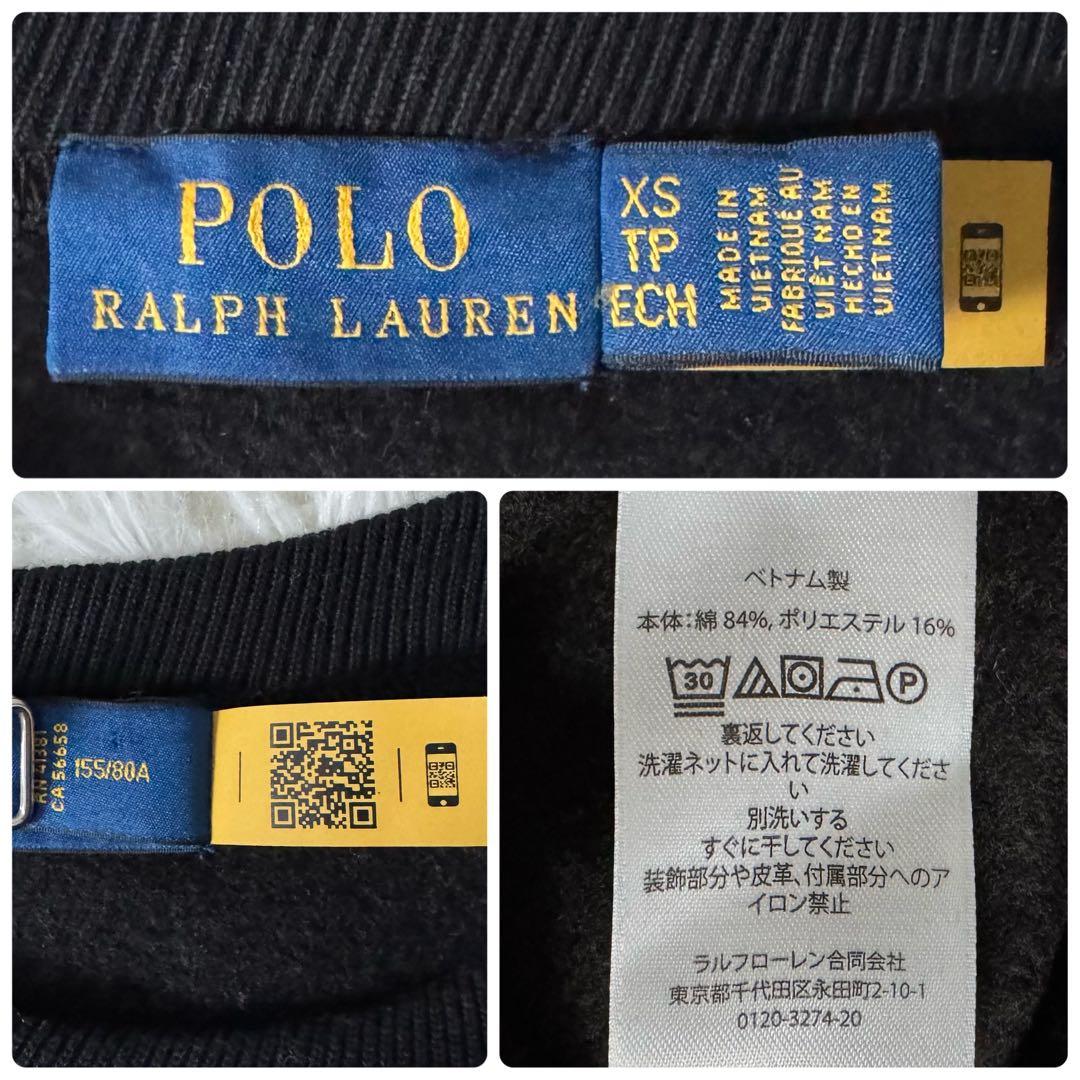 POLO
RALPH LAUREN
XS
TP
ECH
MADE IN
VIETNAM
FABRIQUÉ AU
VIÊT NAM
HECHO EN
VIETNAM
RN 41381
CA 56658
155/80A
ベトナム製
本体:綿 84%, ポリエステル 16%
30
P
裏返してください
洗濯ネットに入れて洗濯してくださ
い
別洗いする
すぐに干してください
装飾部分や皮革、付属部分へのア
イロン禁止
ラルフローレン合同会社
東京都千代田区永田町2-10-1
0120-3274-20